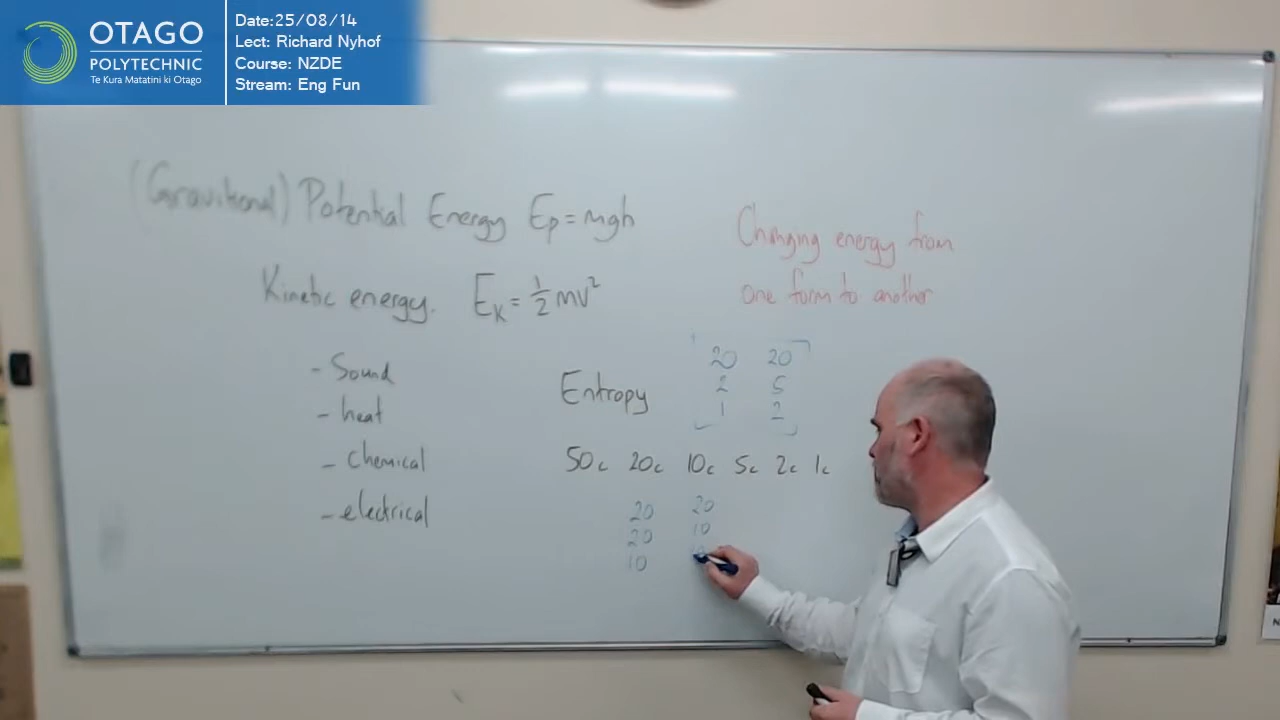 OTAGO
POLYTECHNIC
Te Kura Matatini ki Otago
Date:25/08/14
Lect: Richard Nyhof
Course: NZDE
Stream: Eng Fun
(Gravitional) Potential Energy Ep = mgh
Kinetic energy. EK = ½ mv²
- Sound
- heat
- Chemical
- electrical
Changing energy from
one form to another
Entropy
20 20
2 5
1 2
50c 20c 10c 5c 2c 1c
20 20
20 10
10